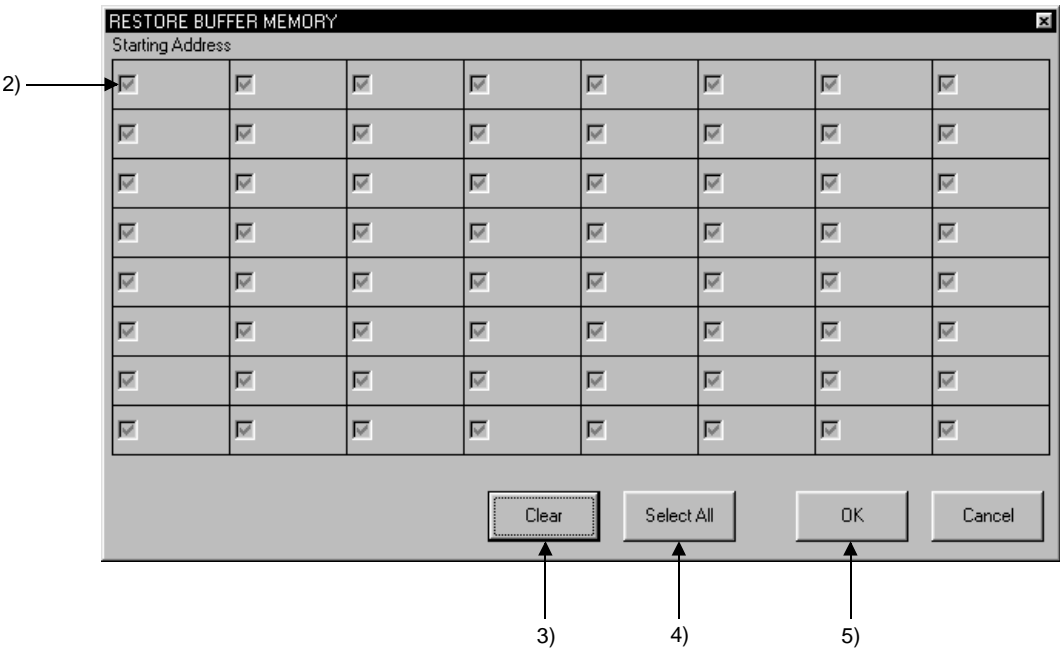 RESTORE BUFFER MEMORY
Starting Address
2)
Clear
Select All
OK
Cancel
3)
4)
5)